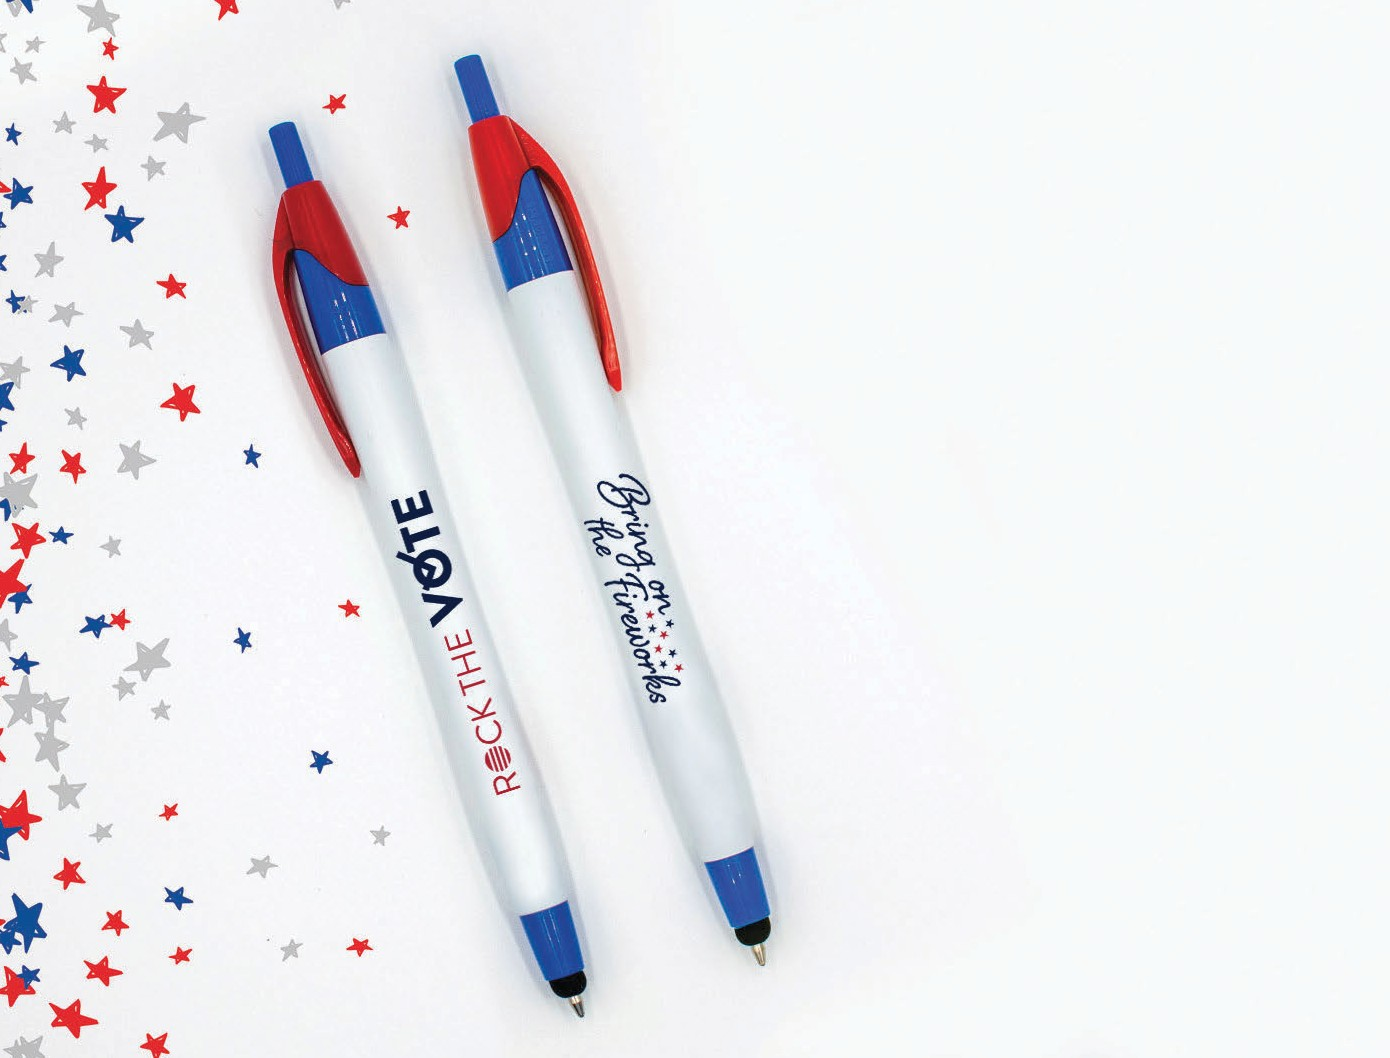 ROCK THE VOTE
Bring on
the Fireworks